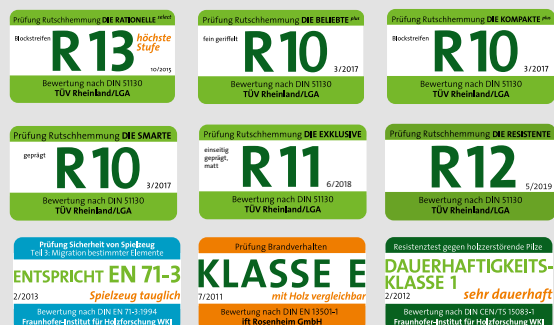 Prüfung Rutschhemmung DIE RATIONELLE select
Blockstreifen
R 13
höchste
Stufe
10/2015
Bewertung nach DIN 51130
TÜV Rheinland/LGA
Prüfung Rutschhemmung DIE BELIEBTE plus
fein geriffelt
R 10
3/2017
Bewertung nach DIN 51130
TÜV Rheinland/LGA
Prüfung Rutschhemmung DIE KOMPAKTE plus
Blockstreifen
R 10
3/2017
Bewertung nach DIN 51130
TÜV Rheinland/LGA
Prüfung Rutschhemmung DIE SMARTE
geprägt
R 10
3/2017
Bewertung nach DIN 51130
TÜV Rheinland/LGA
Prüfung Rutschhemmung DIE EXKLUSIVE
einseitig
geprägt,
matt
R 11
6/2018
Bewertung nach DIN 51130
TÜV Rheinland/LGA
Prüfung Rutschhemmung DIE RESISTENTE
R 12
5/2019
Bewertung nach DIN 51130
TÜV Rheinland/LGA
Prüfung Sicherheit von Spielzeug
Teil 3: Migration bestimmter Elemente
ENTSPRICHT EN 71-3
2/2013
Spielzeug tauglich
Bewertung nach DIN EN 71-3:1994
Fraunhofer-Institut für Holzforschung WKI
Prüfung Brandverhalten
KLASSE E
7/2011
mit Holz vergleichbar
Bewertung nach DIN EN 13501-1
ift Rosenheim GmbH
Resistenztest gegen holzzerstörende Pilze
DAUERHAFTIGKEITS-
KLASSE 1
2/2012
sehr dauerhaft
Bewertung nach DIN CEN/TS 15083-1
Fraunhofer-Institut für Holzforschung WKI